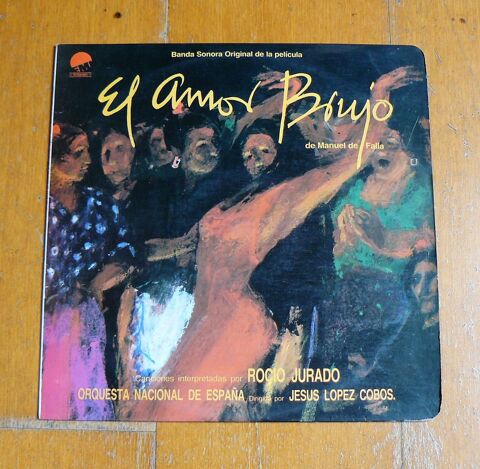 Banda Sonora Original de la película
El Amor Brujo
de Manuel de Falla
EMI
Canciones interpretadas por ROCIO JURADO
ORQUESTA NACIONAL DE ESPAÑA Dirigida por JESUS LOPEZ COBOS.